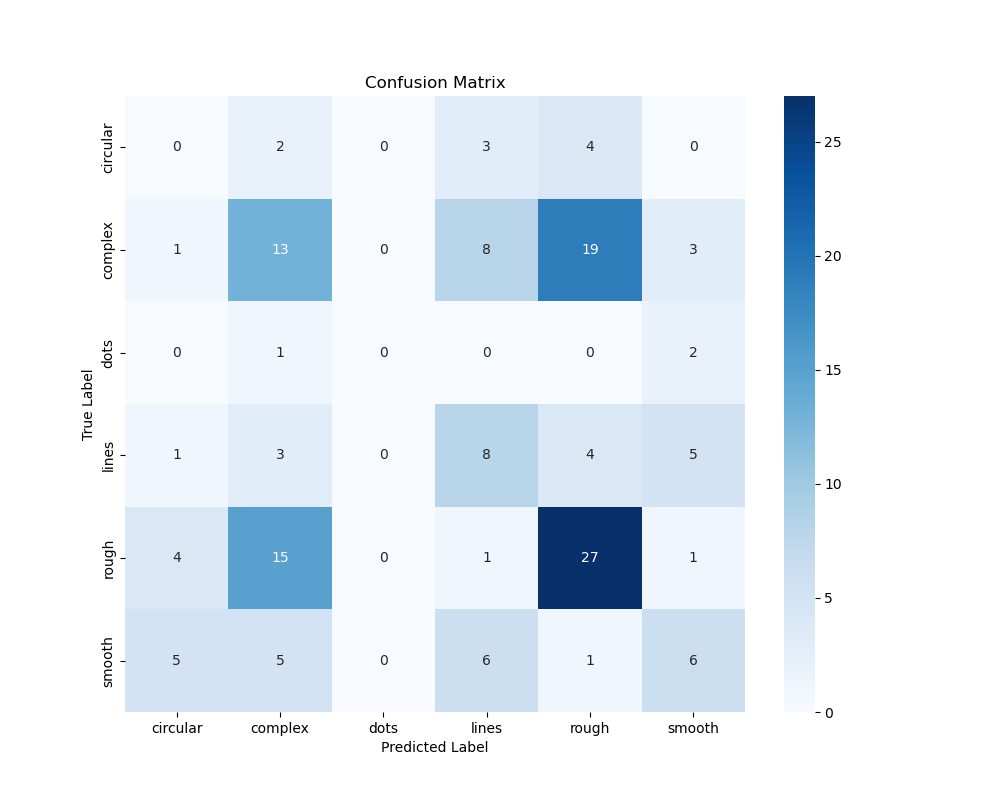 Confusion Matrix
True Label
circular 0 2 0 3 4 0
complex 1 13 0 8 19 3
dots 0 1 0 0 0 2
lines 1 3 0 8 4 5
rough 4 15 0 1 27 1
smooth 5 5 0 6 1 6
circular complex dots lines rough smooth
Predicted Label
25
20
15
10
5
0